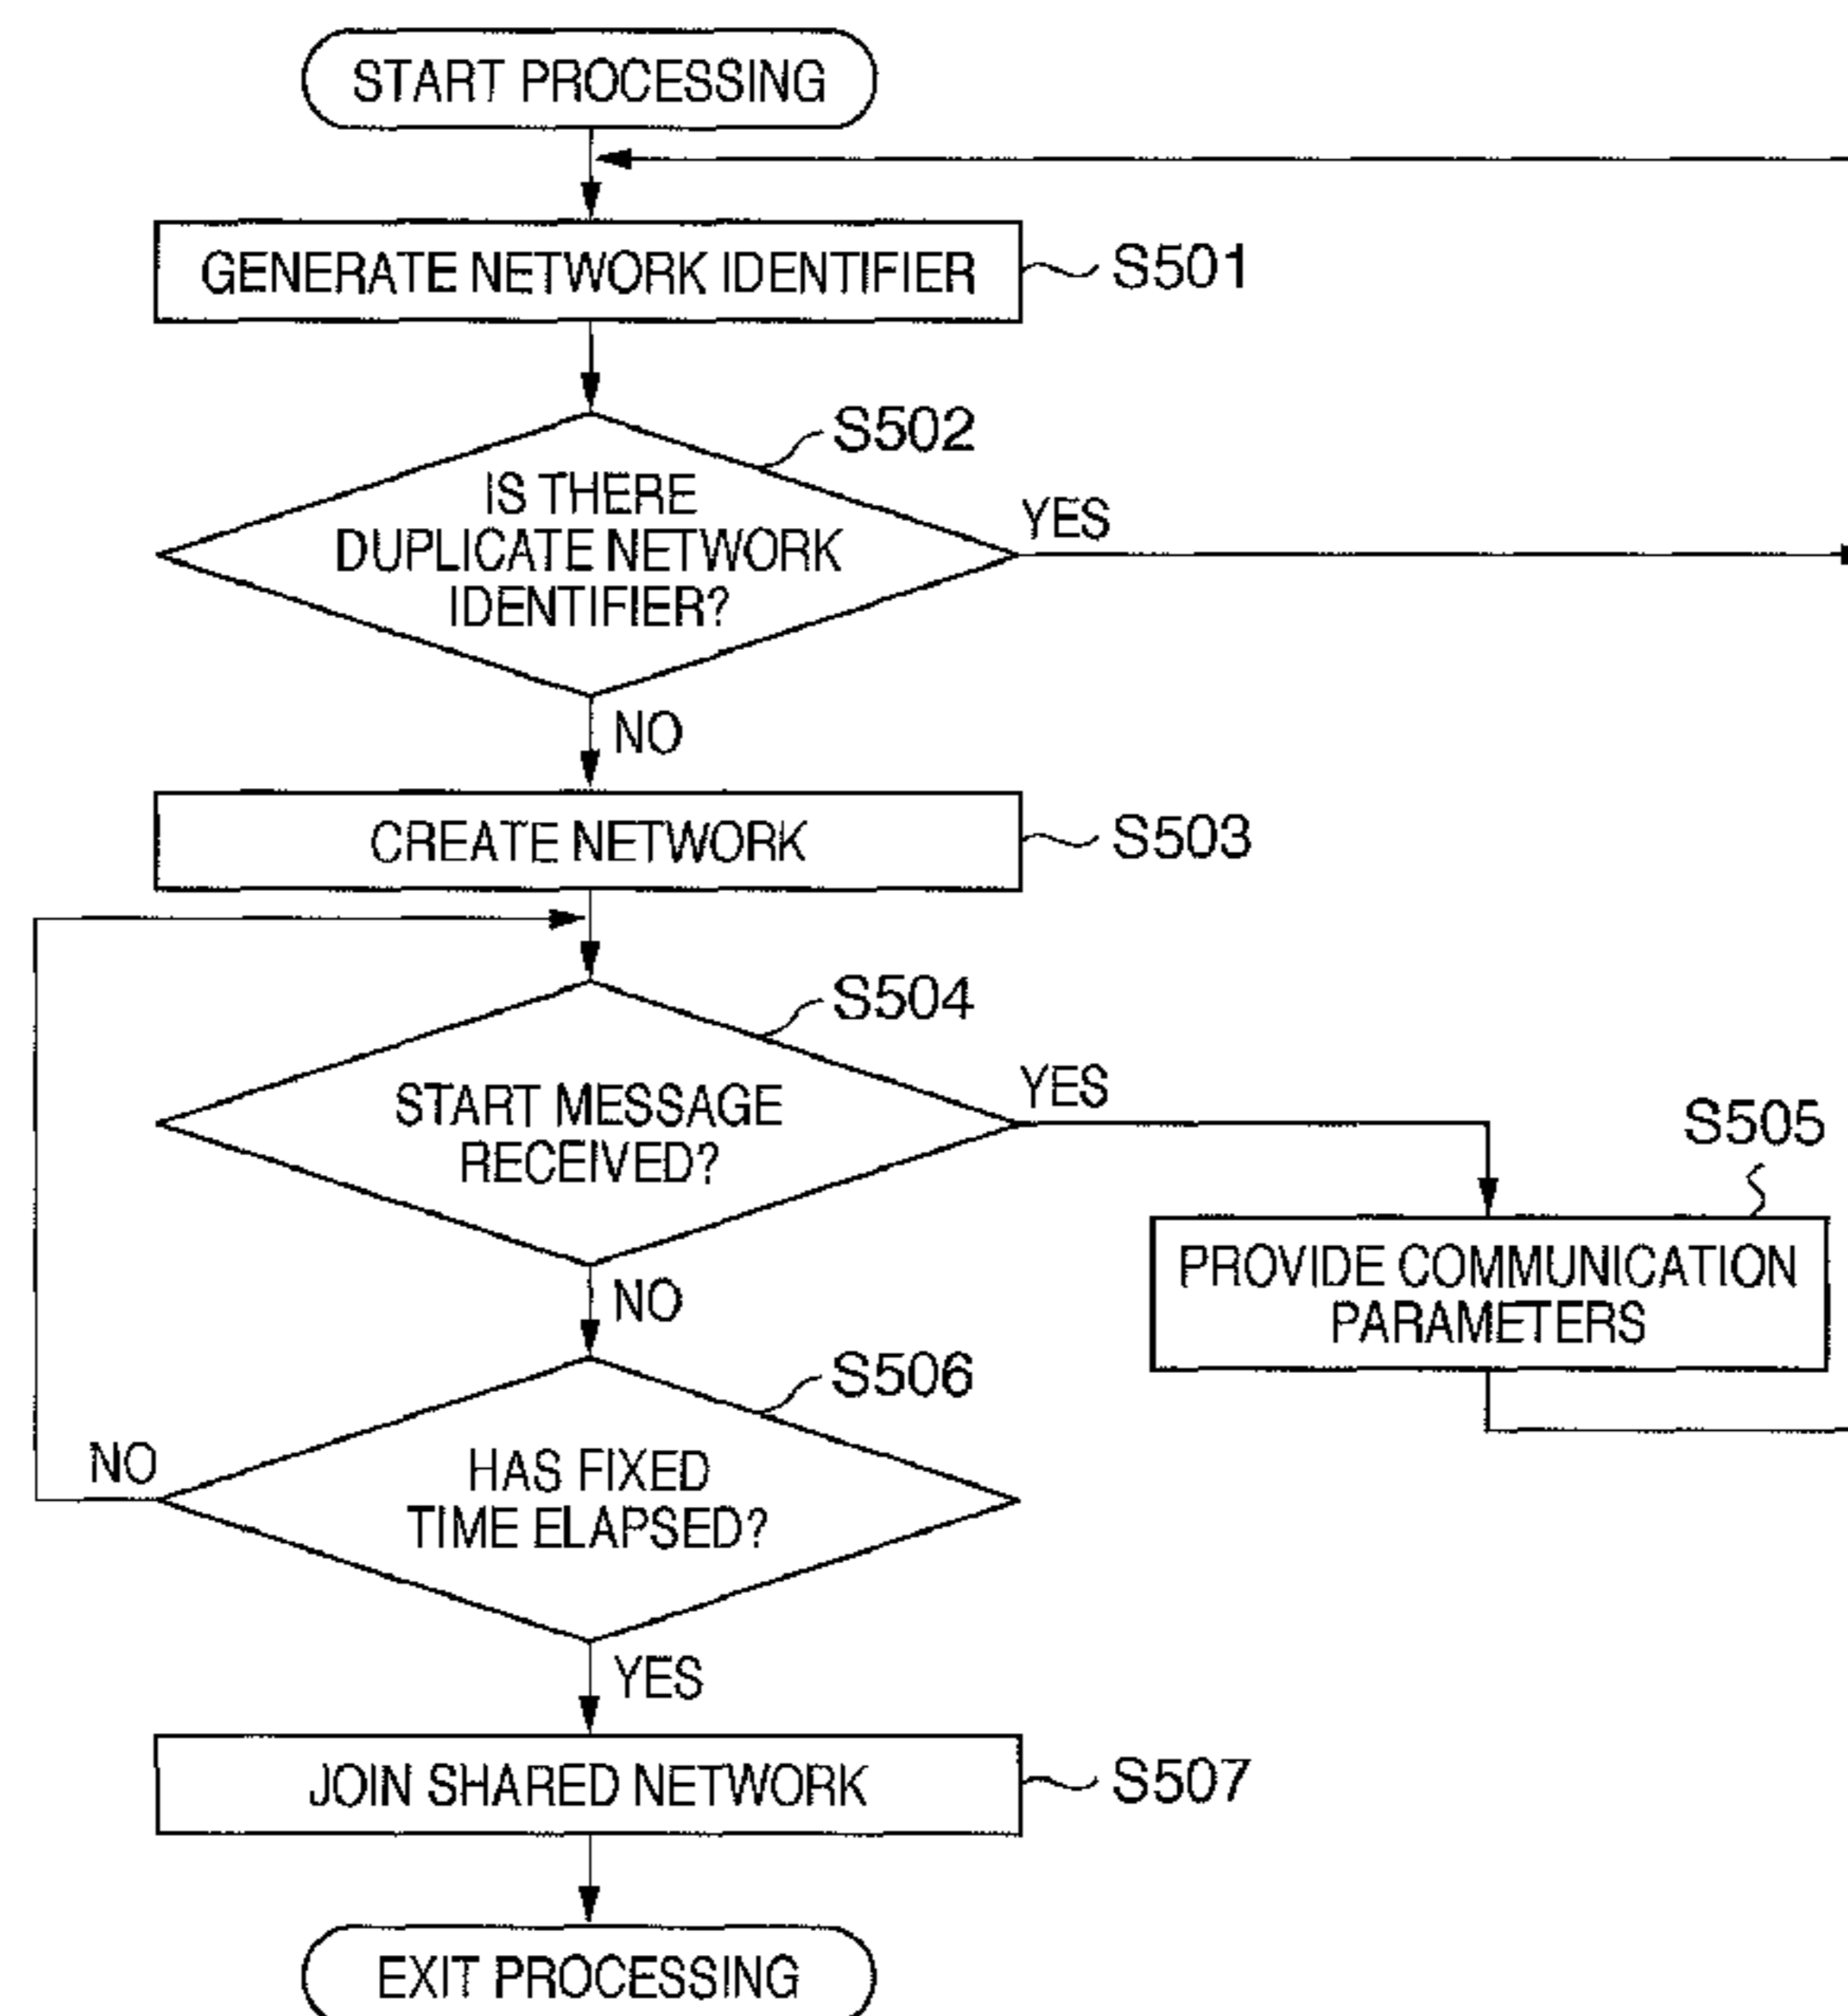 START PROCESSING
GENERATE NETWORK IDENTIFIER
S501
S502
IS THERE
DUPLICATE NETWORK
IDENTIFIER?
YES
NO
CREATE NETWORK
S503
S504
START MESSAGE
RECEIVED?
YES
S505
PROVIDE COMMUNICATION
PARAMETERS
NO
S506
HAS FIXED
TIME ELAPSED?
NO
YES
JOIN SHARED NETWORK
S507
EXIT PROCESSING